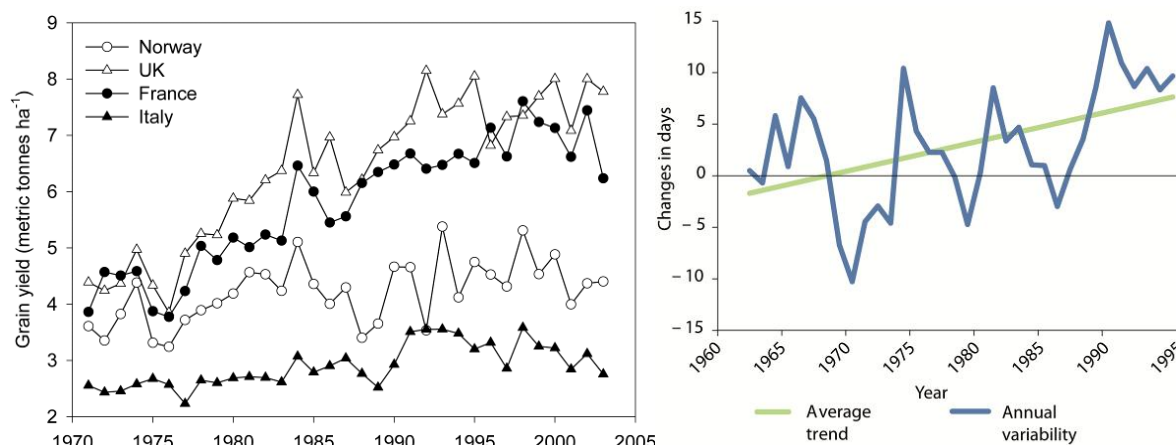 Grain yield (metric tonnes ha⁻¹)
9
8
7
6
5
4
3
2
Norway
UK
France
Italy
1970 1975 1980 1985 1990 1995 2000 2005
Changes in days
15
10
5
0
−5
−10
−15
1960 1965 1970 1975 1980 1985 1990 1995
Year
Average trend
Annual variability